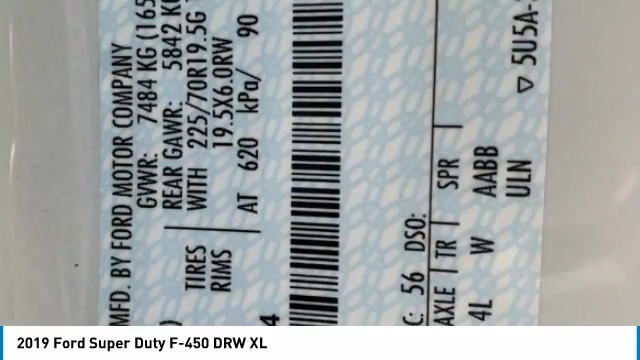 MFD. BY FORD MOTOR COMPANY
GVWR: 7484 KG (165
REAR GAWR: 5842 K
WITH 225/70R19.5G
TIRES
19.5X6.0RW
RIMS
AT 620 kPa/ 90
4
C: 56 DSO:
AXLE TR SPR
4L W AABB
ULN
▽ 5U5A-
2019 Ford Super Duty F-450 DRW XL